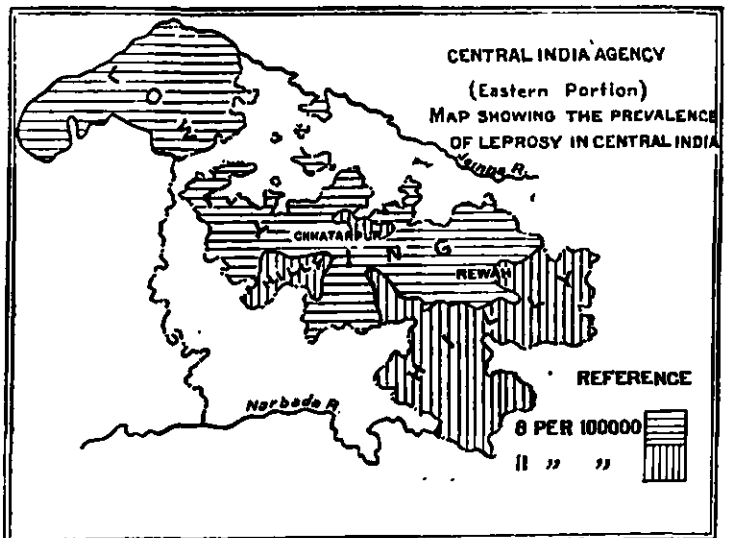 CENTRAL INDIA AGENCY
(Eastern Portion)
MAP SHOWING THE PREVALENCE
OF LEPROSY IN CENTRAL INDIA
R.
CHHATARPUR
N G
REWAH
Narbada R.
REFERENCE
8 PER 100000
11 " "